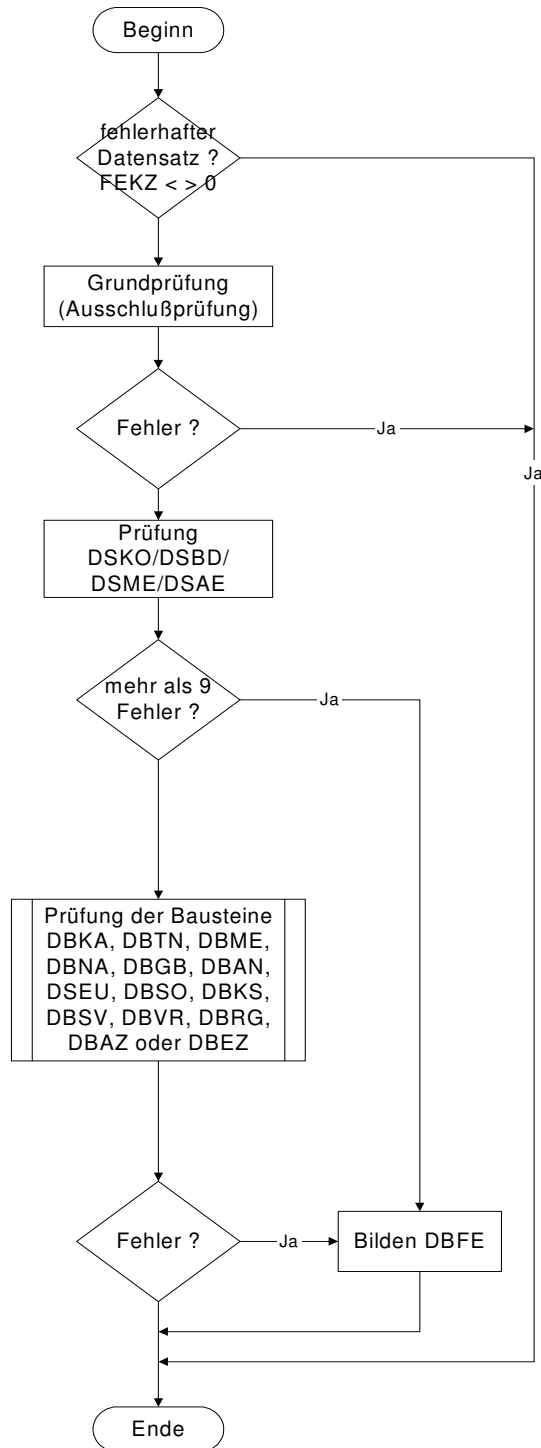 Beginn
fehlerhafter
Datensatz ?
FEKZ < > 0
Grundprüfung
(Ausschlußprüfung)
Fehler ?
Ja
Ja
Prüfung
DSKO/DSBD/
DSME/DSAE
mehr als 9
Fehler ?
Ja
Prüfung der Bausteine
DBKA, DBTN, DBME,
DBNA, DBGB, DBAN,
DSEU, DBSO, DBKS,
DBSV, DBVR, DBRG,
DBAZ oder DBEZ
Fehler ?
Ja
Bilden DBFE
Ende